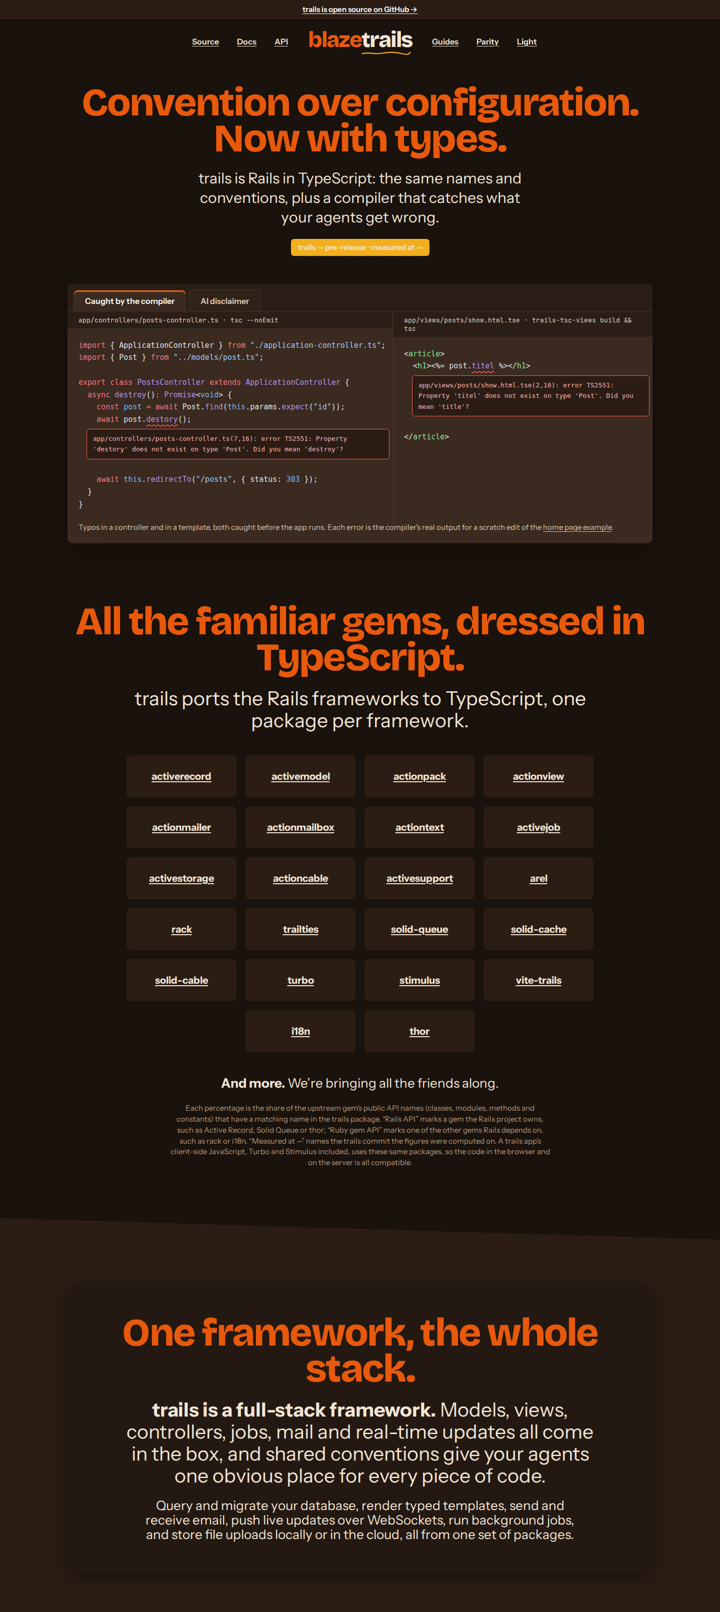 trails is open source on GitHub →
Source Docs API blazetrails Guides Parity Light
Convention over configuration.
Now with types.
trails is Rails in TypeScript: the same names and
conventions, plus a compiler that catches what
your agents get wrong.
trails — pre-release · measured at —
Caught by the compiler AI disclaimer
app/controllers/posts-controller.ts · tsc --noEmit
import { ApplicationController } from "./application-controller.ts";
import { Post } from "../models/post.ts";
export class PostsController extends ApplicationController {
async destroy(): Promise<void> {
const post = await Post.find(this.params.expect("id"));
await post.destory();
app/controllers/posts-controller.ts(7,16): error TS2551: Property
'destory' does not exist on type 'Post'. Did you mean 'destroy'?
await this.redirectTo("/posts", { status: 303 });
}
}
app/views/posts/show.html.tse · trails-tsc-views build &&
tsc
<article>
<h1><%= post.titel %></h1>
app/views/posts/show.html.tse(2,16): error TS2551:
Property 'titel' does not exist on type 'Post'. Did you
mean 'title'?
</article>
Typos in a controller and in a template, both caught before the app runs. Each error is the compiler's real output for a scratch edit of the home page example.
All the familiar gems, dressed in
TypeScript.
trails ports the Rails frameworks to TypeScript, one
package per framework.
activerecord activemodel actionpack actionview
actionmailer actionmailbox actiontext activejob
activestorage actioncable activesupport arel
rack trailties solid-queue solid-cache
solid-cable turbo stimulus vite-trails
i18n thor
And more. We're bringing all the friends along.
Each percentage is the share of the upstream gem's public API names (classes, modules, methods and
constants) that have a matching name in the trails package. "Rails API" marks a gem the Rails project owns,
such as Active Record, Solid Queue or thor; "Ruby gem API" marks one of the other gems Rails depends on,
such as rack or i18n. "Measured at —" names the trails commit the figures were computed on. A trails app's
client-side JavaScript, Turbo and Stimulus included, uses these same packages, so the code in the browser and
on the server is all compatible.
One framework, the whole
stack.
trails is a full-stack framework. Models, views,
controllers, jobs, mail and real-time updates all come
in the box, and shared conventions give your agents
one obvious place for every piece of code.
Query and migrate your database, render typed templates, send and
receive email, push live updates over WebSockets, run background jobs,
and store file uploads locally or in the cloud, all from one set of packages.